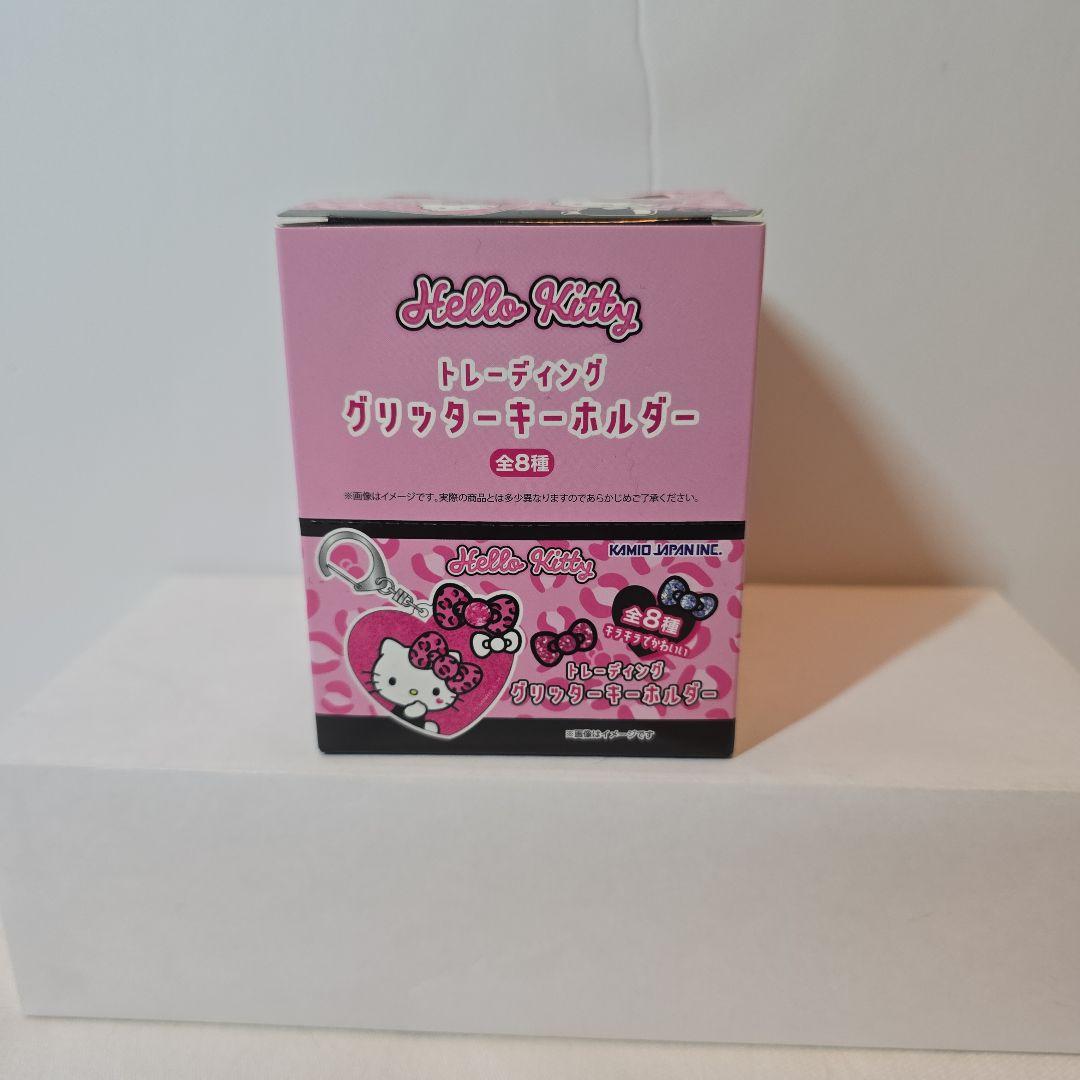 Hello Kitty
トレーディング
グリッターキーホルダー
全8種
※画像はイメージです。実際の商品とは多少異なりますのであらかじめご了承ください。
Hello Kitty
KAMIO JAPAN INC.
全8種
キラキラでかわいい
トレーディング
グリッターキーホルダー
※画像はイメージです